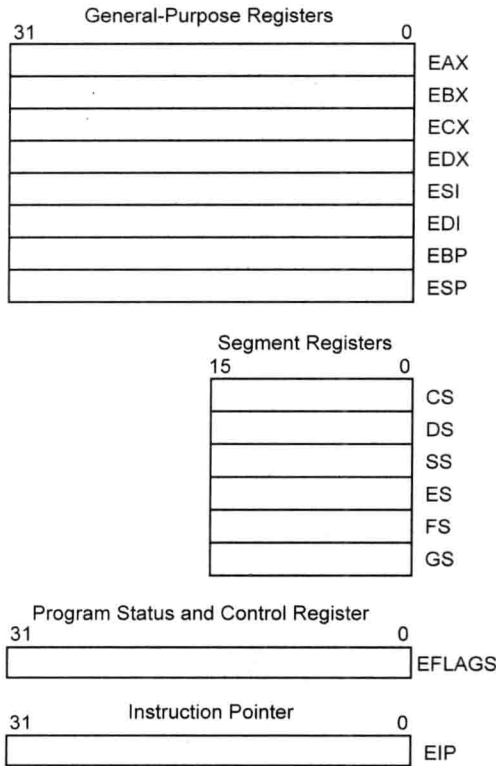 General-Purpose Registers
31 0
EAX
EBX
ECX
EDX
ESI
EDI
EBP
ESP
Segment Registers
15 0
CS
DS
SS
ES
FS
GS
Program Status and Control Register
31 0
EFLAGS
Instruction Pointer
31 0
EIP